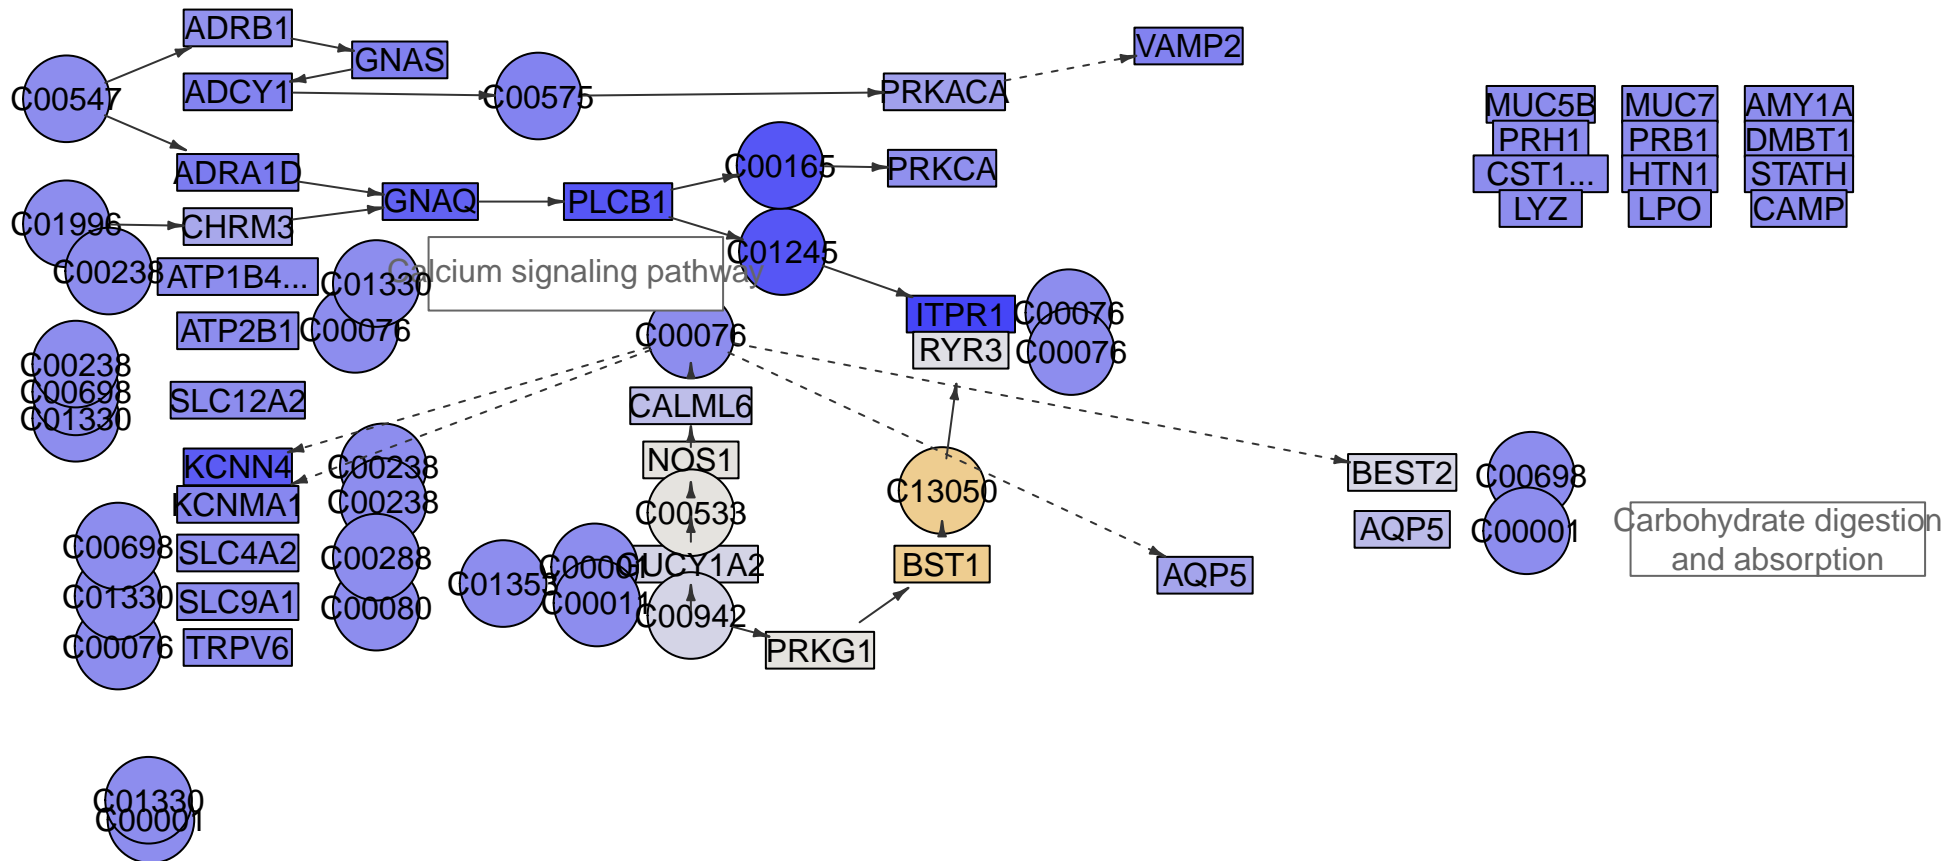 ADRB1
GNAS
VAMP2
C00547
ADCY1
C00575
PRKACA
MUC5B
MUC7
AMY1A
PRH1
PRB1
DMBT1
ADRA1D
C00165
PRKCA
CST1...
HTN1
STATH
GNAQ
PLCB1
LYZ
LPO
CAMP
C01996
CHRM3
C01245
C00238
ATP1B4...
C01330
Calcium signaling pathway
ATP2B1
C00076
C00076
ITPR1
C00076
RYR3
C00076
C00238
C00698
C01330
SLC12A2
CALML6
KCNN4
C00238
NOS1
BEST2
C00698
KCNMA1
C00238
C00533
C13050
AQP5
C00001
Carbohydrate digestion
and absorption
C00698
SLC4A2
C00288
C01353
C00001
GUCY1A2
BST1
AQP5
C01330
SLC9A1
C00080
C00011
C00942
C00076
TRPV6
PRKG1
C01330
C00001